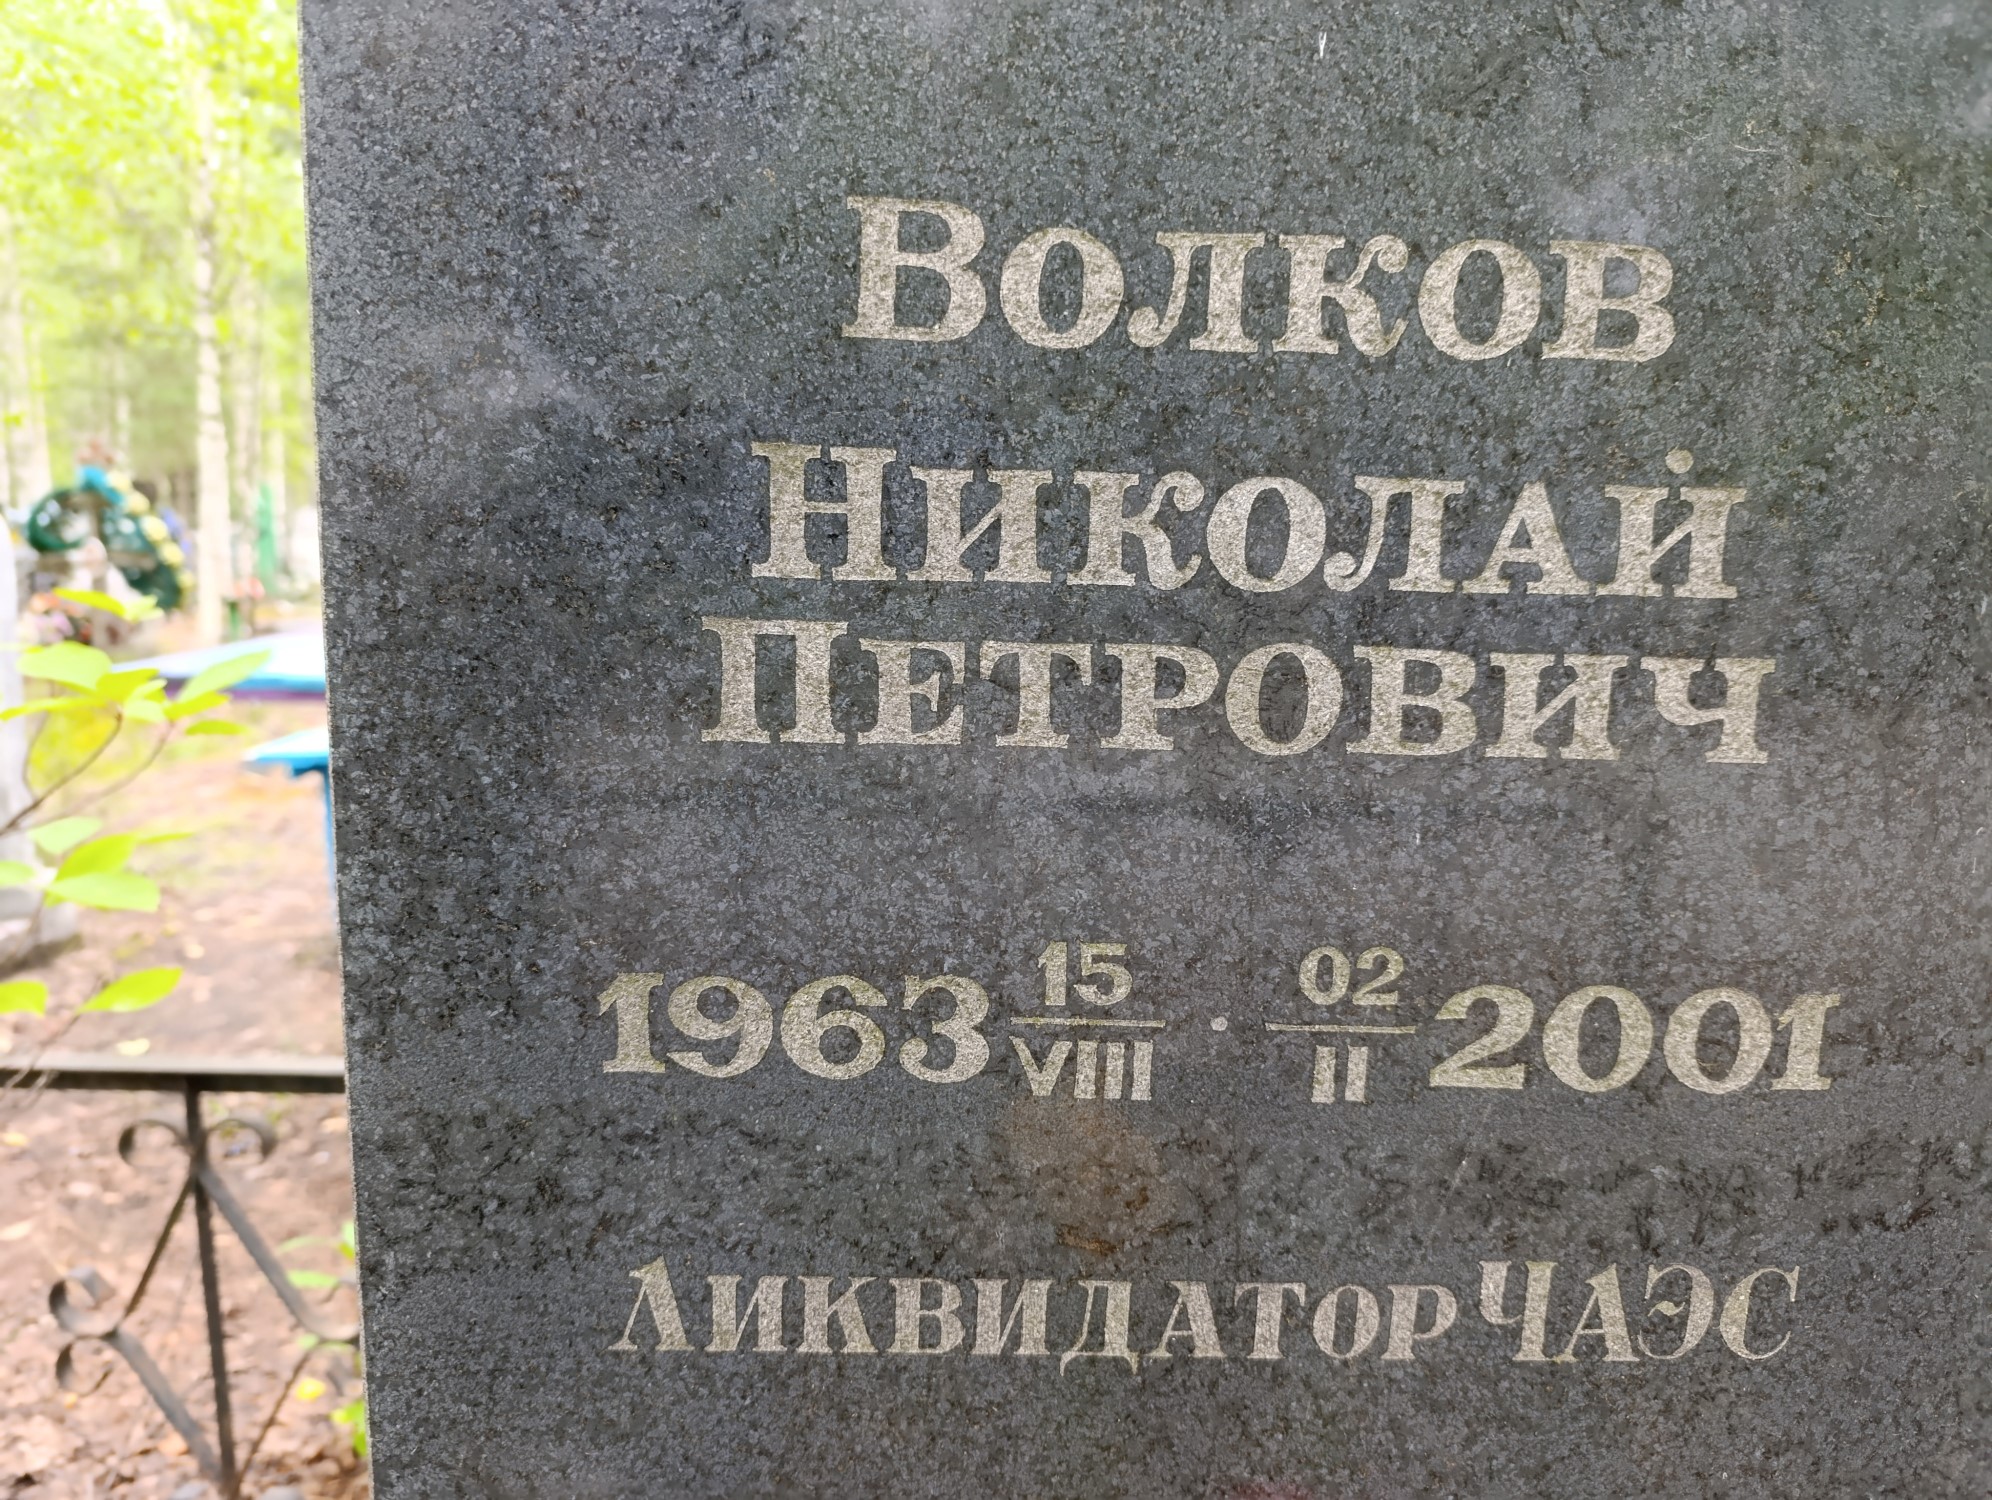 Волков
Николай
Петрович
1963 15/VIII · 02/II 2001
Ликвидатор ЧАЭС